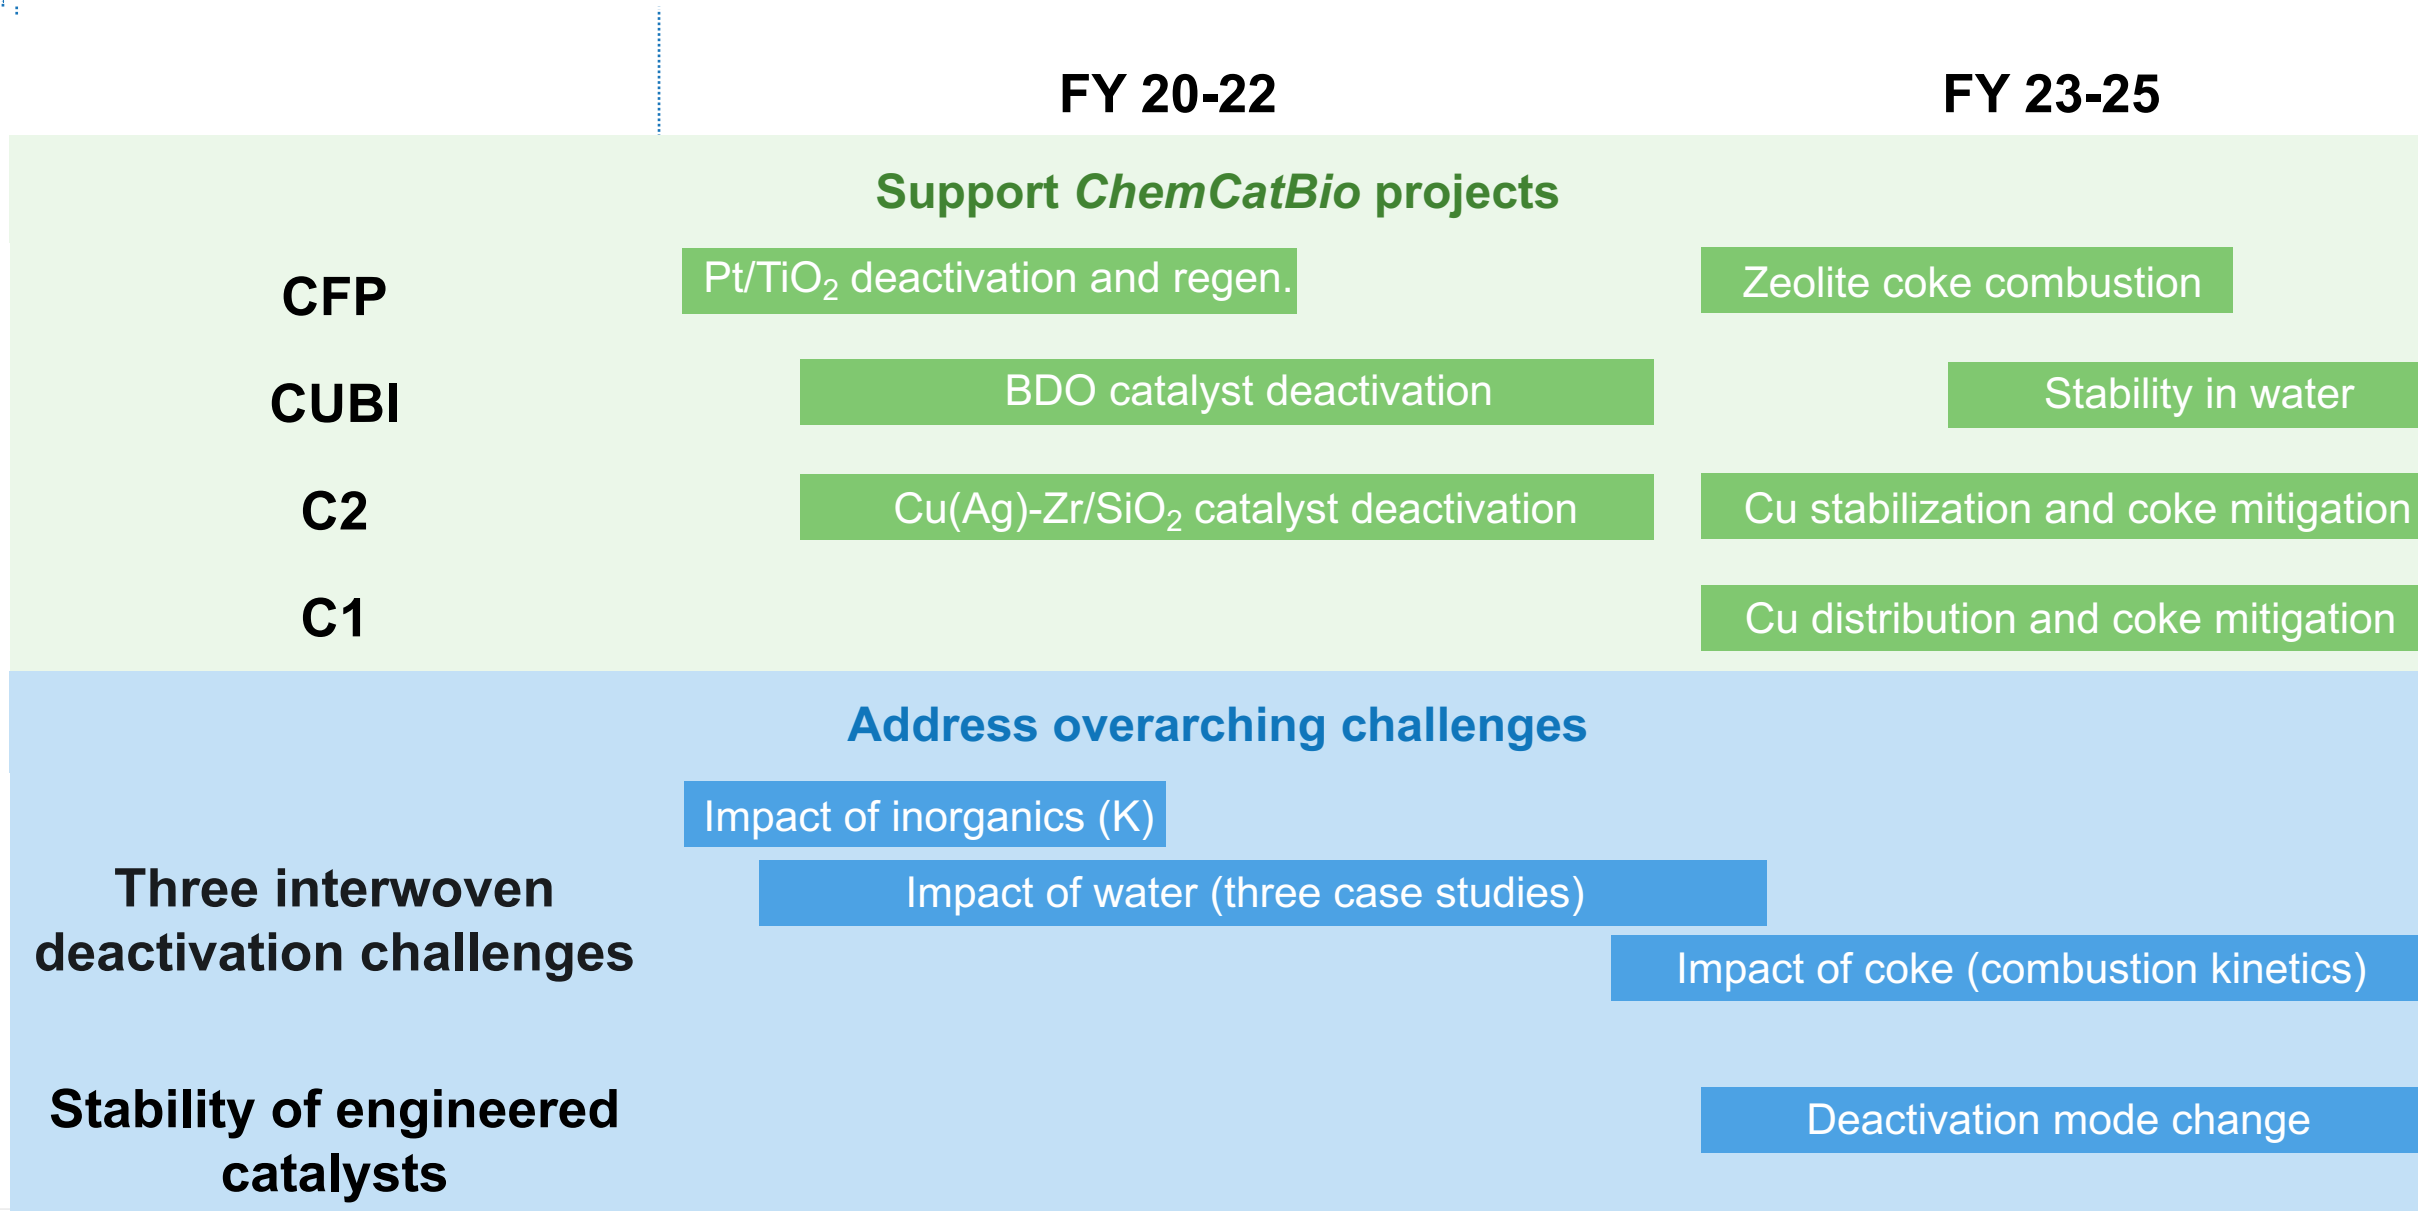 FY 20-22 FY 23-25
Support ChemCatBio projects
CFP Pt/TiO₂ deactivation and regen. Zeolite coke combustion
CUBI BDO catalyst deactivation Stability in water
C2 Cu(Ag)-Zr/SiO₂ catalyst deactivation Cu stabilization and coke mitigation
C1 Cu distribution and coke mitigation
Address overarching challenges
Impact of inorganics (K)
Three interwoven
deactivation challenges
Impact of water (three case studies)
Impact of coke (combustion kinetics)
Stability of engineered
catalysts
Deactivation mode change